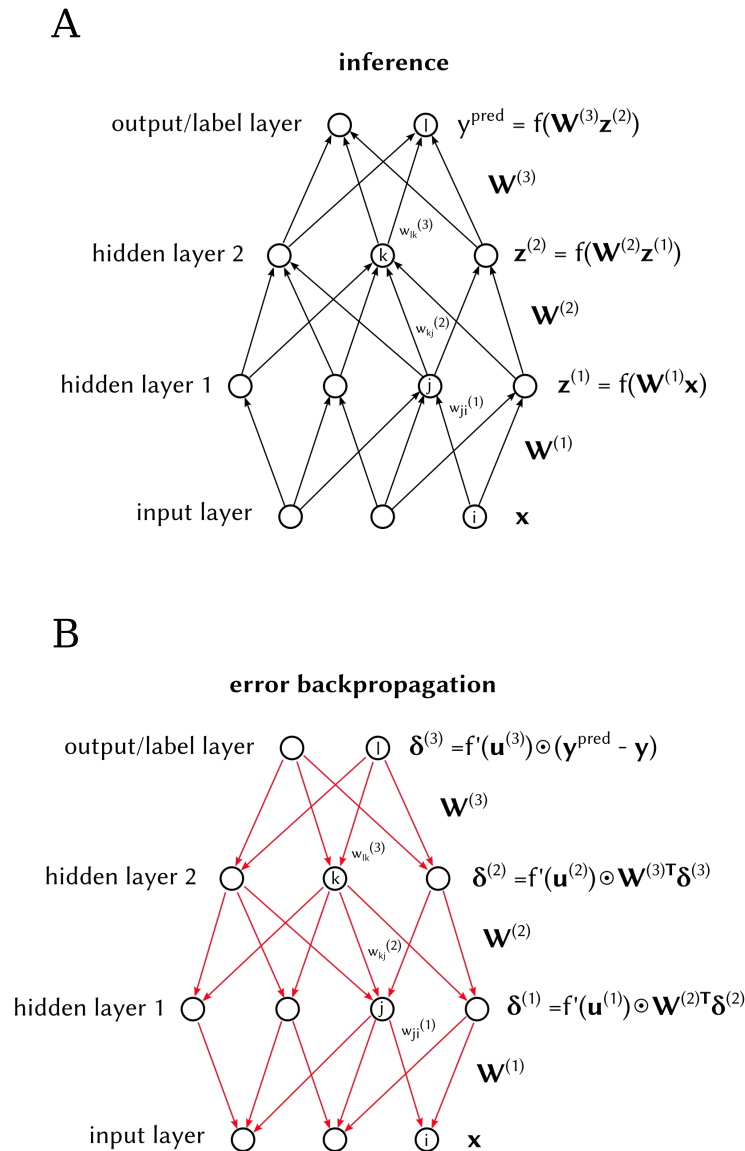 A
inference
output/label layer
l
y^pred = f(W^(3)z^(2))
W^(3)
w_lk^(3)
hidden layer 2
k
z^(2) = f(W^(2)z^(1))
W^(2)
w_kj^(2)
hidden layer 1
j
z^(1) = f(W^(1)x)
w_ji^(1)
W^(1)
input layer
i
x
B
error backpropagation
output/label layer
l
δ^(3) =f'(u^(3))⊙(y^pred - y)
W^(3)
w_lk^(3)
hidden layer 2
k
δ^(2) =f'(u^(2))⊙W^(3)T δ^(3)
W^(2)
w_kj^(2)
hidden layer 1
j
δ^(1) =f'(u^(1))⊙W^(2)T δ^(2)
w_ji^(1)
W^(1)
input layer
i
x